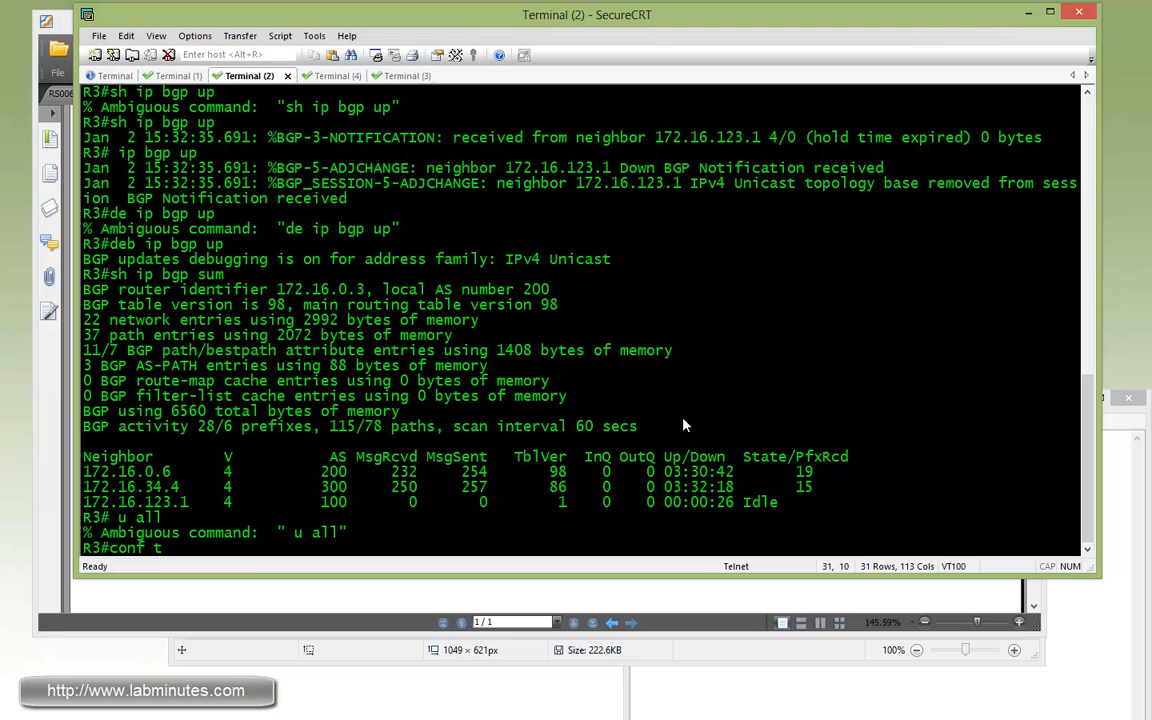 Terminal (2) - SecureCRT
File Edit View Options Transfer Script Tools Help
Enter host <Alt+R>
File
Terminal Terminal (1) Terminal (2) Terminal (4) Terminal (3)
RS006
R3#sh ip bgp up
% Ambiguous command:  "sh ip bgp up"
R3#sh ip bgp up
Jan  2 15:32:35.691: %BGP-3-NOTIFICATION: received from neighbor 172.16.123.1 4/0 (hold time expired) 0 bytes
R3# ip bgp up
Jan  2 15:32:35.691: %BGP-5-ADJCHANGE: neighbor 172.16.123.1 Down BGP Notification received
Jan  2 15:32:35.691: %BGP_SESSION-5-ADJCHANGE: neighbor 172.16.123.1 IPv4 Unicast topology base removed from sess
ion  BGP Notification received
R3#de ip bgp up
% Ambiguous command:  "de ip bgp up"
R3#deb ip bgp up
BGP updates debugging is on for address family: IPv4 Unicast
R3#sh ip bgp sum
BGP router identifier 172.16.0.3, local AS number 200
BGP table version is 98, main routing table version 98
22 network entries using 2992 bytes of memory
37 path entries using 2072 bytes of memory
11/7 BGP path/bestpath attribute entries using 1408 bytes of memory
3 BGP AS-PATH entries using 88 bytes of memory
0 BGP route-map cache entries using 0 bytes of memory
0 BGP filter-list cache entries using 0 bytes of memory
BGP using 6560 total bytes of memory
BGP activity 28/6 prefixes, 115/78 paths, scan interval 60 secs
Neighbor        V           AS MsgRcvd MsgSent   TblVer  InQ OutQ Up/Down  State/PfxRcd
172.16.0.6      4          200     232     254       98    0    0 03:30:42       19
172.16.34.4     4          300     250     257       86    0    0 03:32:18       15
172.16.123.1    4          100       0       0        1    0    0 00:00:26 Idle
R3# u all
% Ambiguous command:  " u all"
R3#conf t
Ready Telnet 31, 10 31 Rows, 113 Cols VT100 CAP NUM
1 / 1 145.59%
1049 × 621px Size: 222.6KB 100%
http://www.labminutes.com